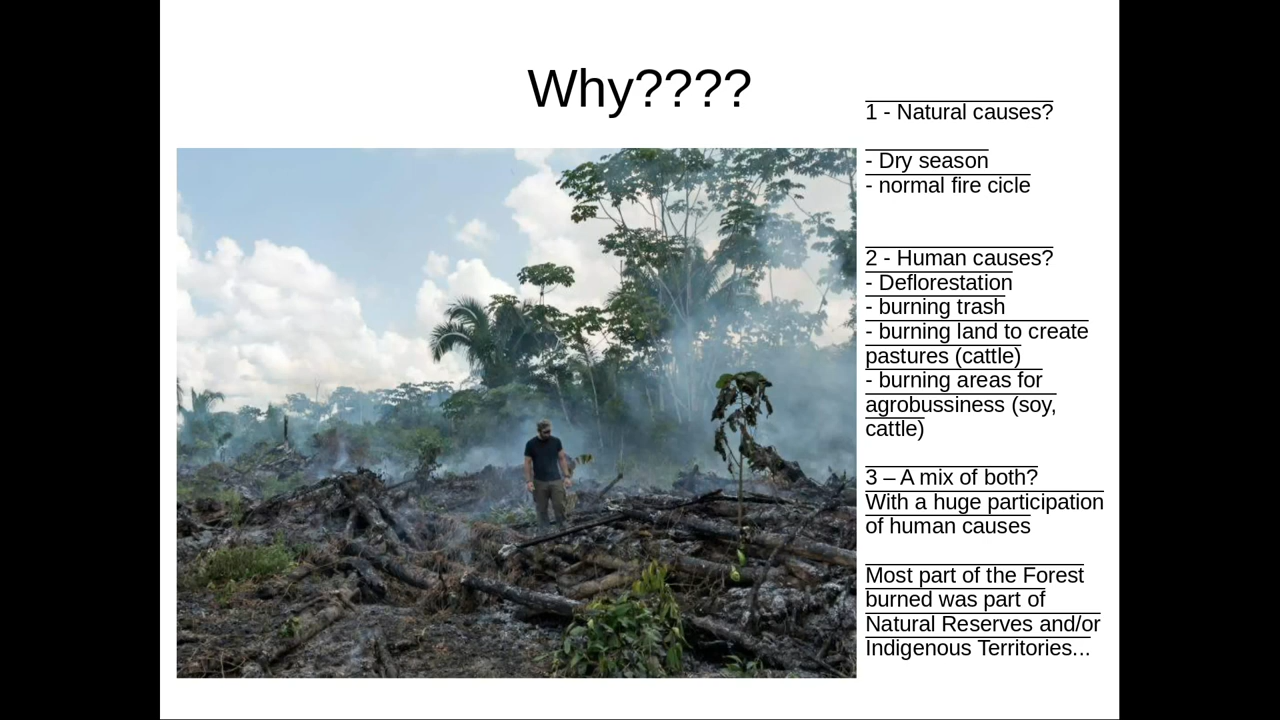 Why????
1 - Natural causes?
- Dry season
- normal fire cicle
2 - Human causes?
- Deflorestation
- burning trash
- burning land to create
pastures (cattle)
- burning areas for
agrobussiness (soy,
cattle)
3 – A mix of both?
With a huge participation
of human causes
Most part of the Forest
burned was part of
Natural Reserves and/or
Indigenous Territories...